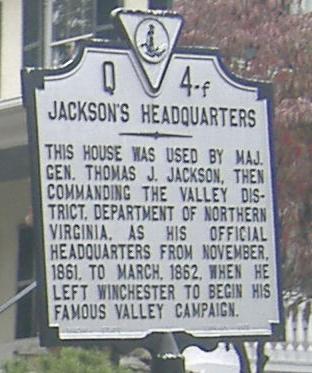 Q 4-f
JACKSON'S HEADQUARTERS
THIS HOUSE WAS USED BY MAJ.
GEN. THOMAS J. JACKSON, THEN
COMMANDING THE VALLEY DIS-
TRICT, DEPARTMENT OF NORTHERN
VIRGINIA, AS HIS OFFICIAL
HEADQUARTERS FROM NOVEMBER,
1861, TO MARCH, 1862, WHEN HE
LEFT WINCHESTER TO BEGIN HIS
FAMOUS VALLEY CAMPAIGN.